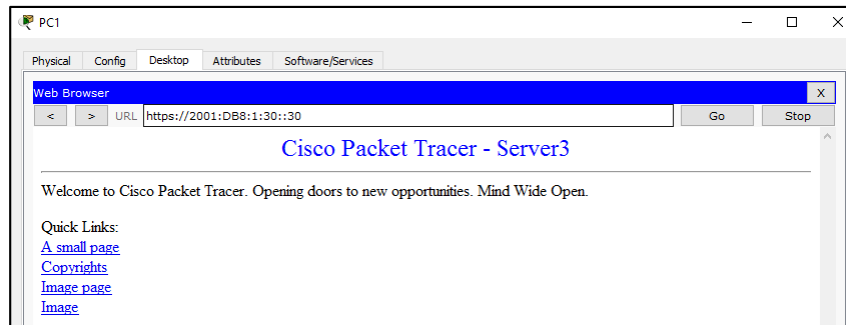 PC1
Physical Config Desktop Attributes Software/Services
Web Browser X
< > URL https://2001:DB8:1:30::30 Go Stop
Cisco Packet Tracer - Server3
Welcome to Cisco Packet Tracer. Opening doors to new opportunities. Mind Wide Open.
Quick Links:
A small page
Copyrights
Image page
Image